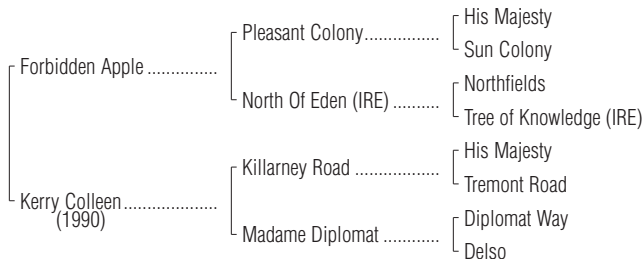 His Majesty
Pleasant Colony.................
Sun Colony
Forbidden Apple ...............
Northfields
North Of Eden (IRE) ..........
Tree of Knowledge (IRE)
His Majesty
Killarney Road ..................
Tremont Road
Kerry Colleen....................
(1990)
Diplomat Way
Madame Diplomat ............
Delso